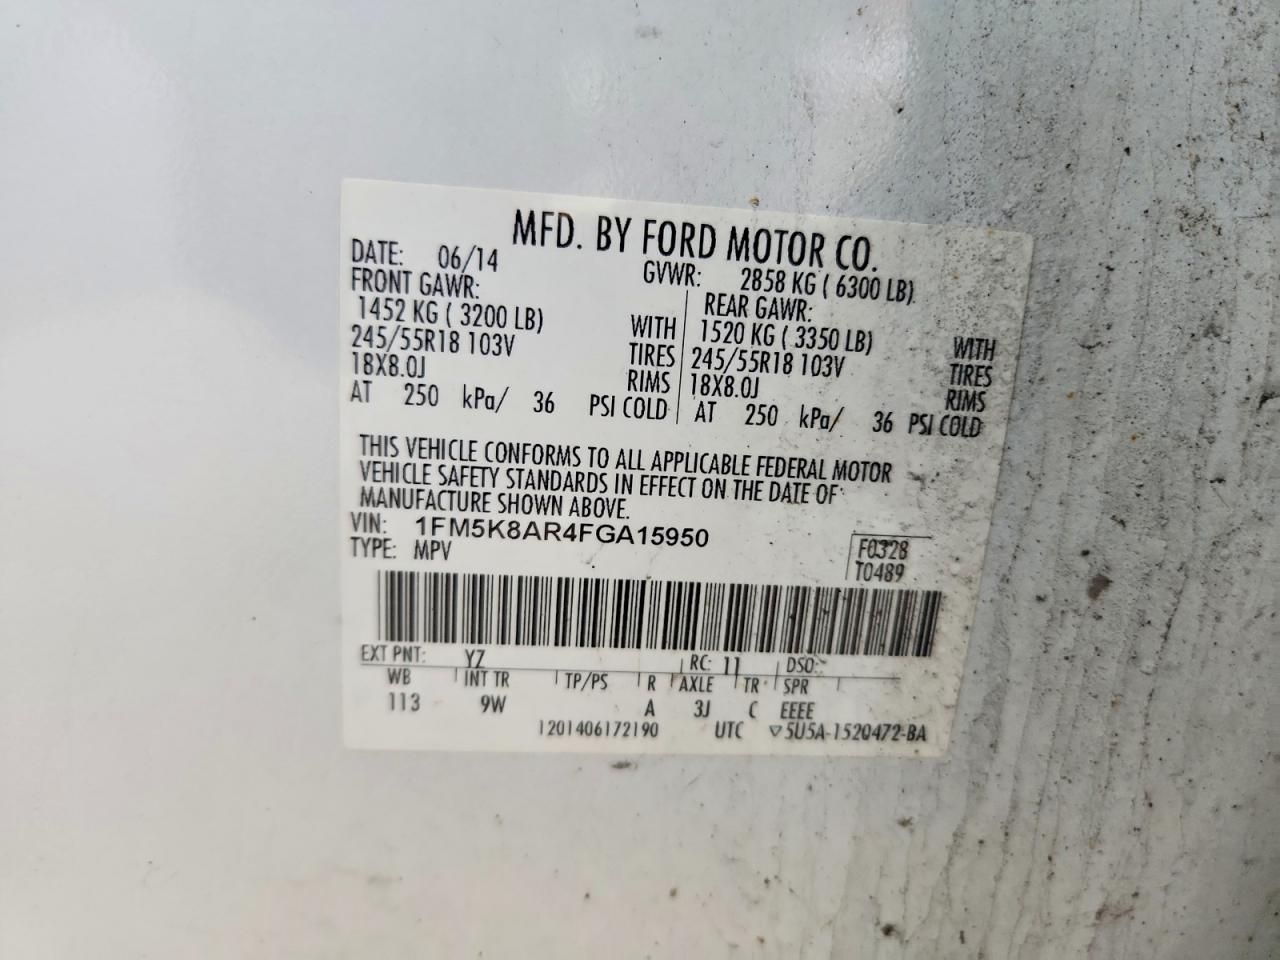 MFD. BY FORD MOTOR CO.
DATE: 06/14 GVWR: 2858 KG ( 6300 LB)
FRONT GAWR: REAR GAWR:
1452 KG ( 3200 LB) WITH 1520 KG ( 3350 LB) WITH
245/55R18 103V TIRES 245/55R18 103V TIRES
18X8.0J RIMS 18X8.0J RIMS
AT 250 kPa/ 36 PSI COLD AT 250 kPa/ 36 PSI COLD
THIS VEHICLE CONFORMS TO ALL APPLICABLE FEDERAL MOTOR
VEHICLE SAFETY STANDARDS IN EFFECT ON THE DATE OF
MANUFACTURE SHOWN ABOVE.
VIN: 1FM5K8AR4FGA15950 F0328
TYPE: MPV T0489
EXT PNT: YZ RC: 11 DSO:
WB INT TR TP/PS R AXLE TR SPR
113 9W A 3J C EEEE
1201406172190 UTC ▽5U5A-1520472-BA